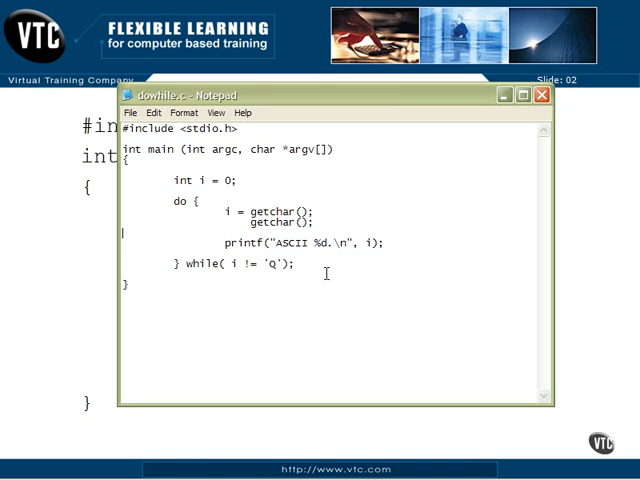 VTC
FLEXIBLE LEARNING
for computer based training
Virtual Training Company
Slide: 02
#in
int
{
}
dowhile.c - Notepad
File Edit Format View Help
#include <stdio.h>
int main (int argc, char *argv[])
{
int i = 0;
do {
i = getchar();
getchar();
printf("ASCII %d.\n", i);
} while( i != 'Q');
}
VTC
http://www.vtc.com